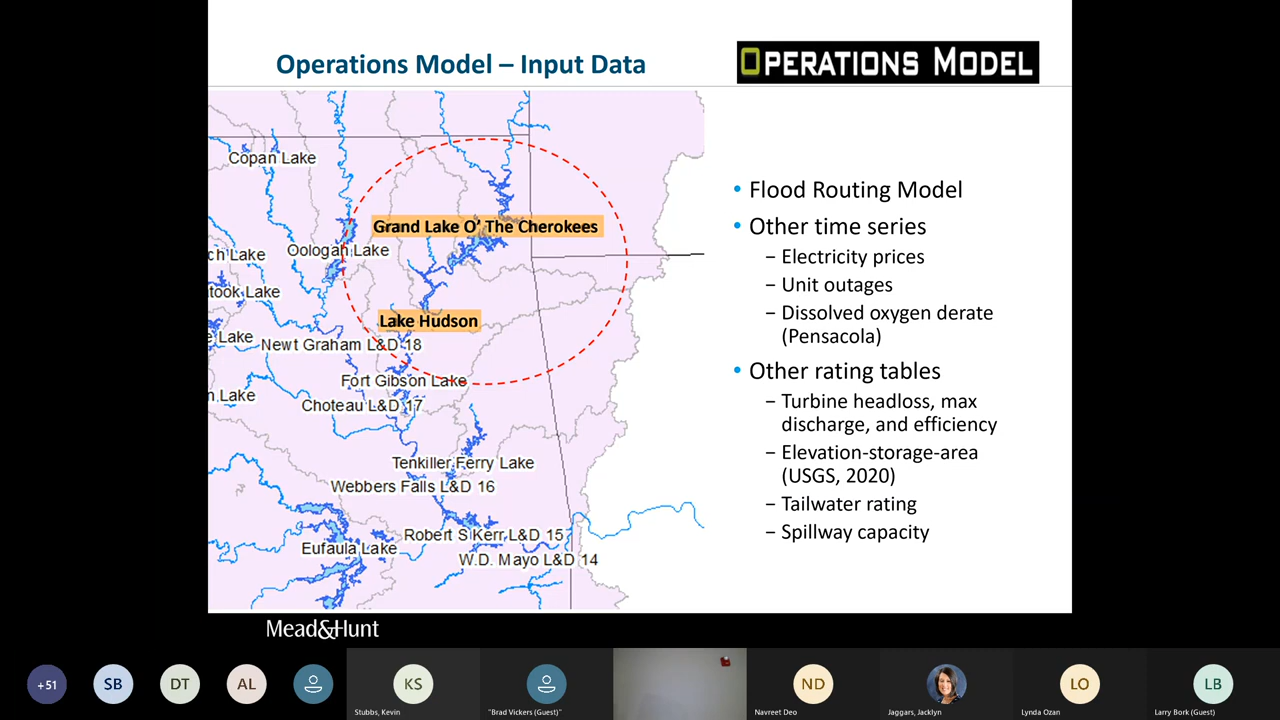 Operations Model – Input Data
OPERATIONS MODEL
Copan Lake
Grand Lake O' The Cherokees
Oologah Lake
ch Lake
atook Lake
Lake Hudson
e Lake
Newt Graham L&D 18
Fort Gibson Lake
n Lake
Choteau L&D 17
Tenkiller Ferry Lake
Webbers Falls L&D 16
Robert S Kerr L&D 15
Eufaula Lake
W.D. Mayo L&D 14
• Flood Routing Model
• Other time series
– Electricity prices
– Unit outages
– Dissolved oxygen derate
(Pensacola)
• Other rating tables
– Turbine headloss, max
discharge, and efficiency
– Elevation-storage-area
(USGS, 2020)
– Tailwater rating
– Spillway capacity
Mead&Hunt
+51
SB
DT
AL
KS
Stubbs, Kevin
"Brad Vickers (Guest)"
ND
Navreet Deo
Jaggars, Jacklyn
LO
Lynda Ozan
LB
Larry Bork (Guest)